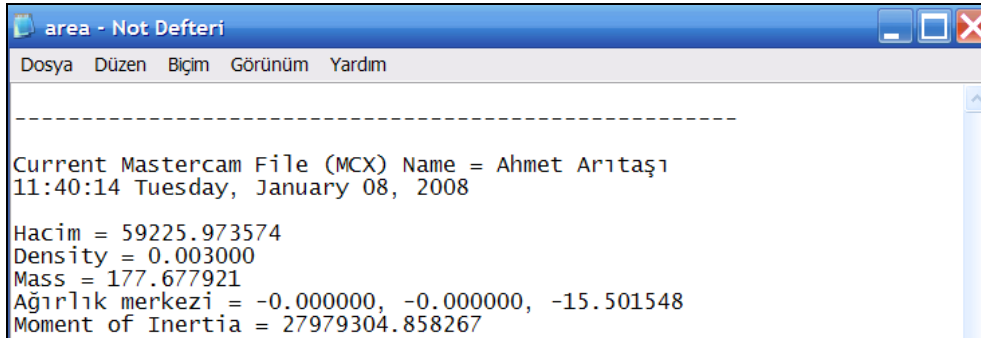 area - Not Defteri
Dosya Düzen Biçim Görünüm Yardım
------------------------------------------------------
Current Mastercam File (MCX) Name = Ahmet Arıtaşı
11:40:14 Tuesday, January 08, 2008
Hacim = 59225.973574
Density = 0.003000
Mass = 177.677921
Ağırlık merkezi = -0.000000, -0.000000, -15.501548
Moment of Inertia = 27979304.858267